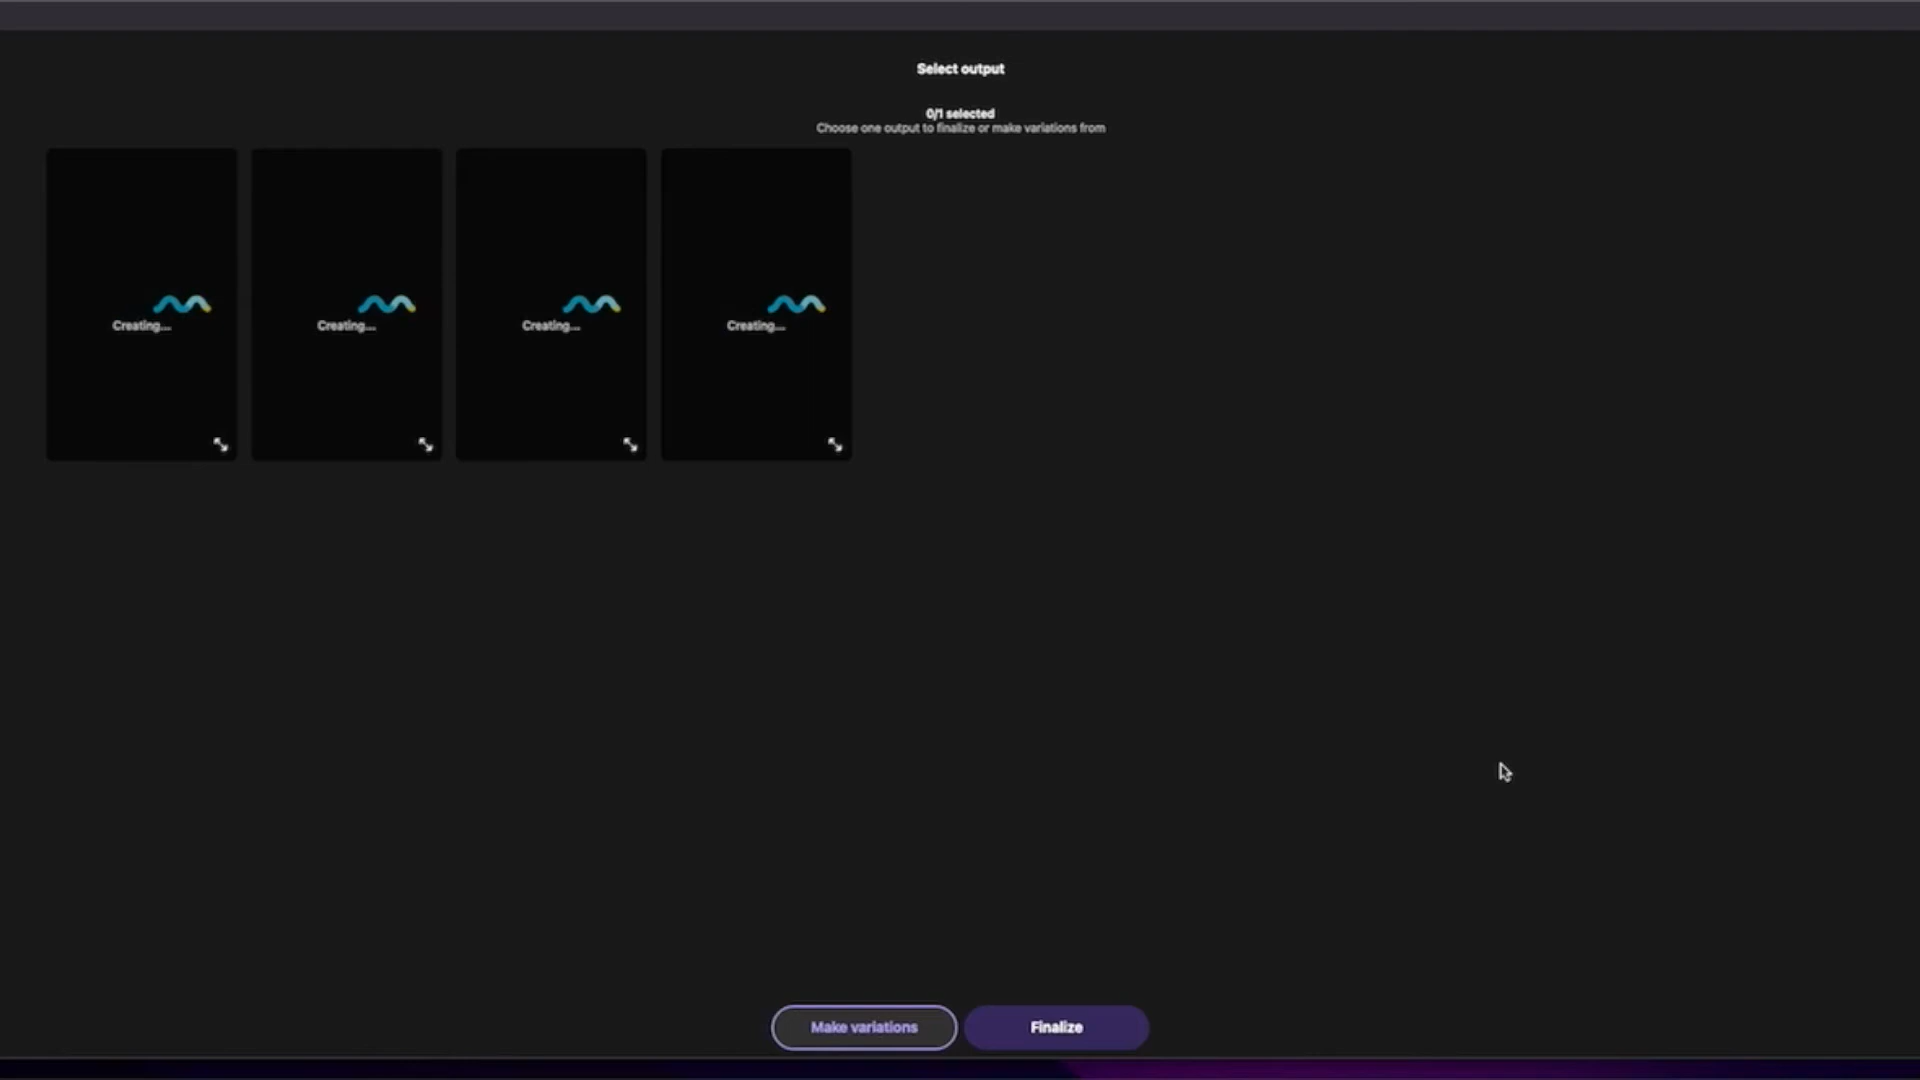 Select output
0/1 selected
Choose one output to finalize or make variations from
Creating...
Creating...
Creating...
Creating...
Make variations
Finalize